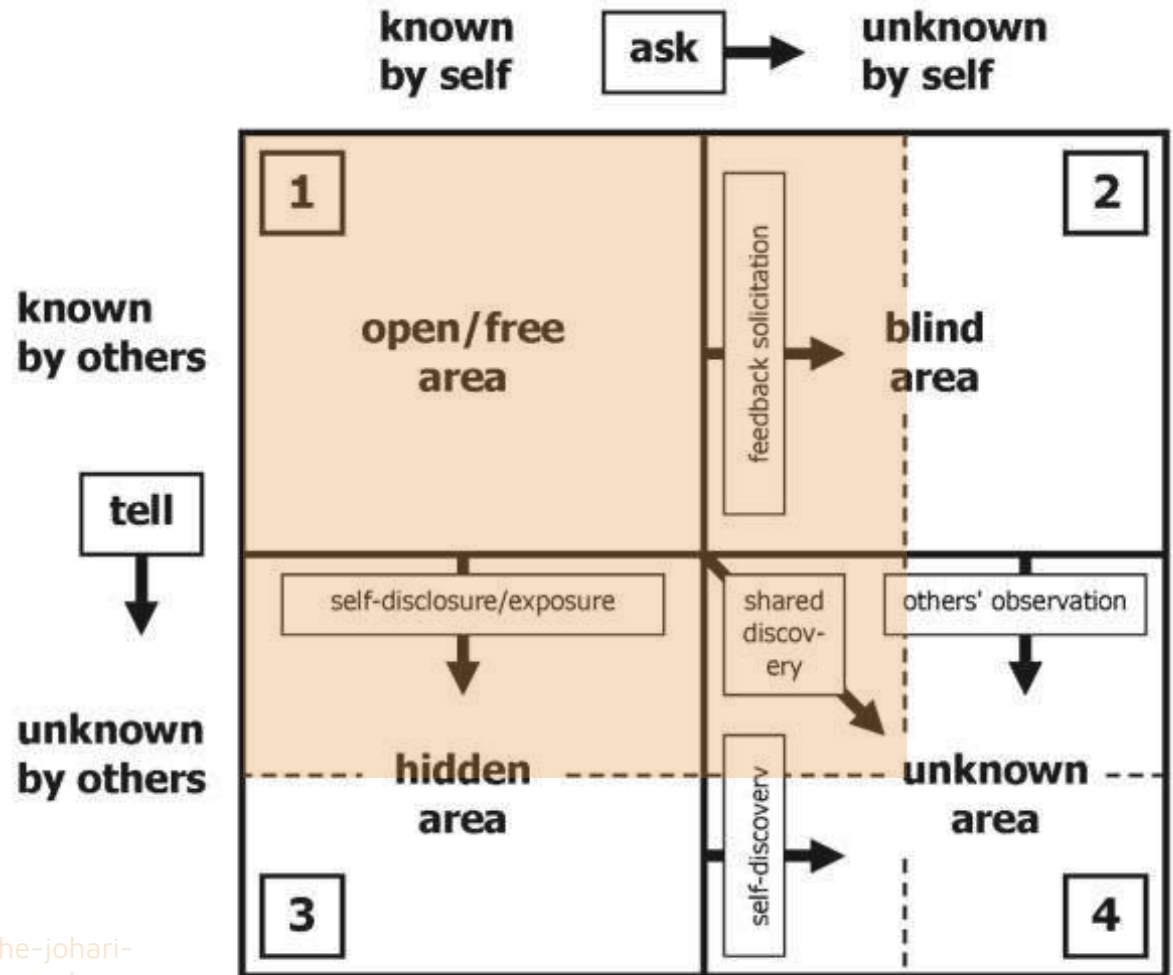 known
by self
ask
unknown
by self
1
2
known
by others
open/free
area
feedback solicitation
blind
area
tell
self-disclosure/exposure
shared
discov-
ery
others' observation
unknown
by others
hidden
area
self-discovery
unknown
area
3
4
he-johari-